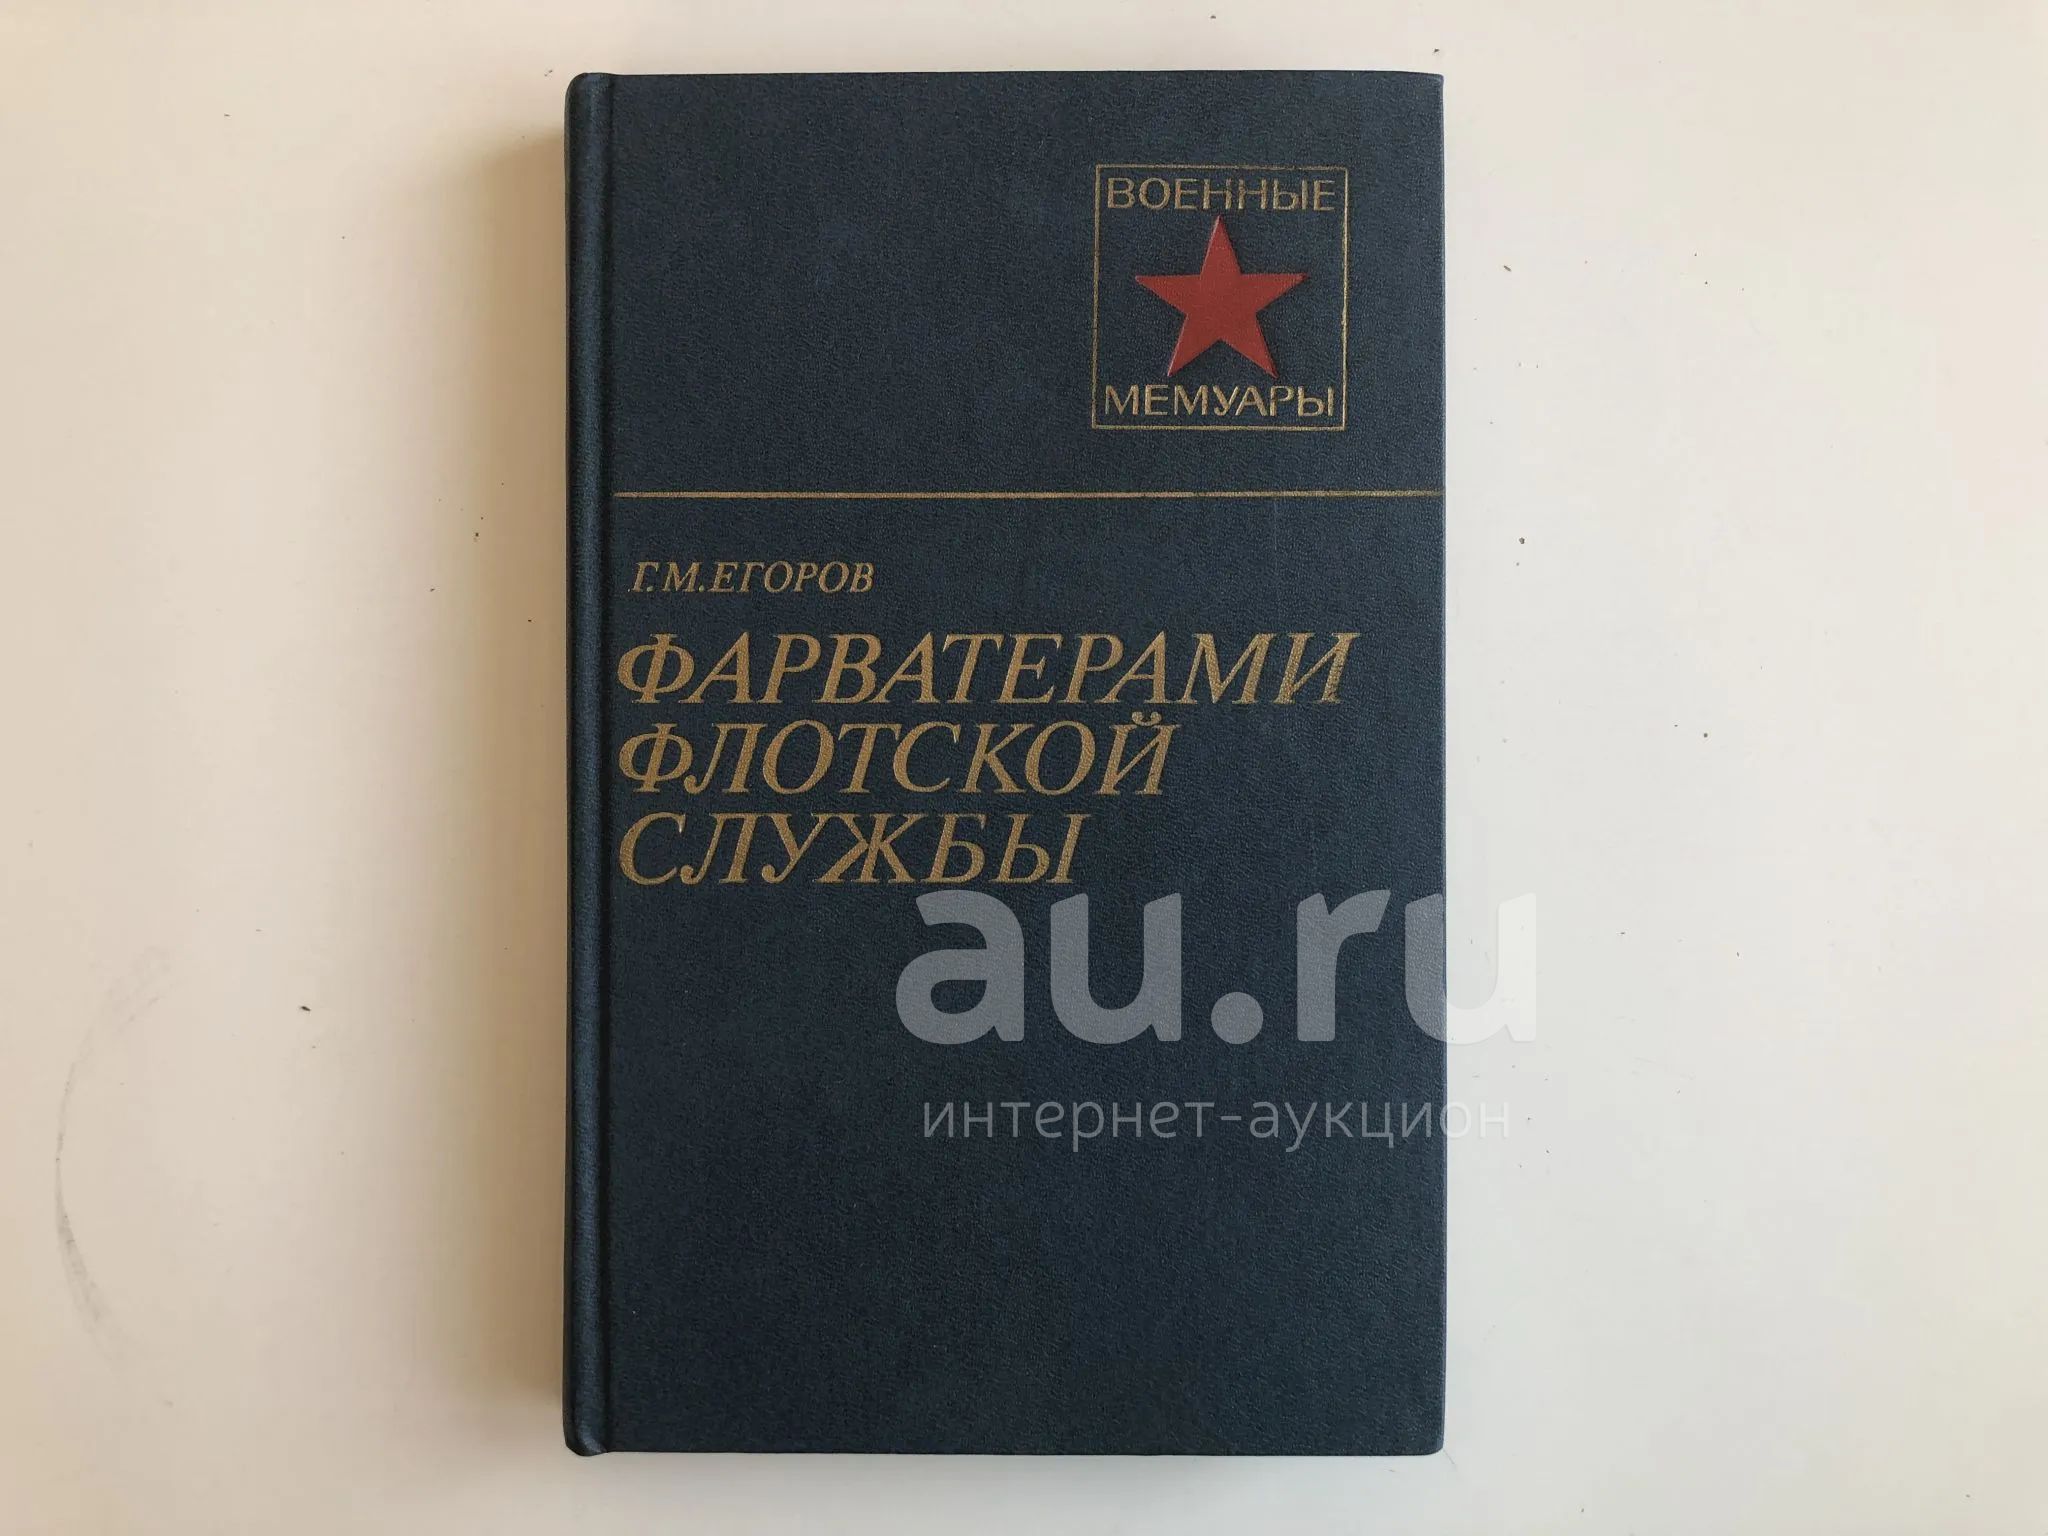 ВОЕННЫЕ
МЕМУАРЫ
Г.М.ЕГОРОВ
ФАРВАТЕРАМИ
ФЛОТСКОЙ
СЛУЖБЫ
au.ru
интернет-аукцион